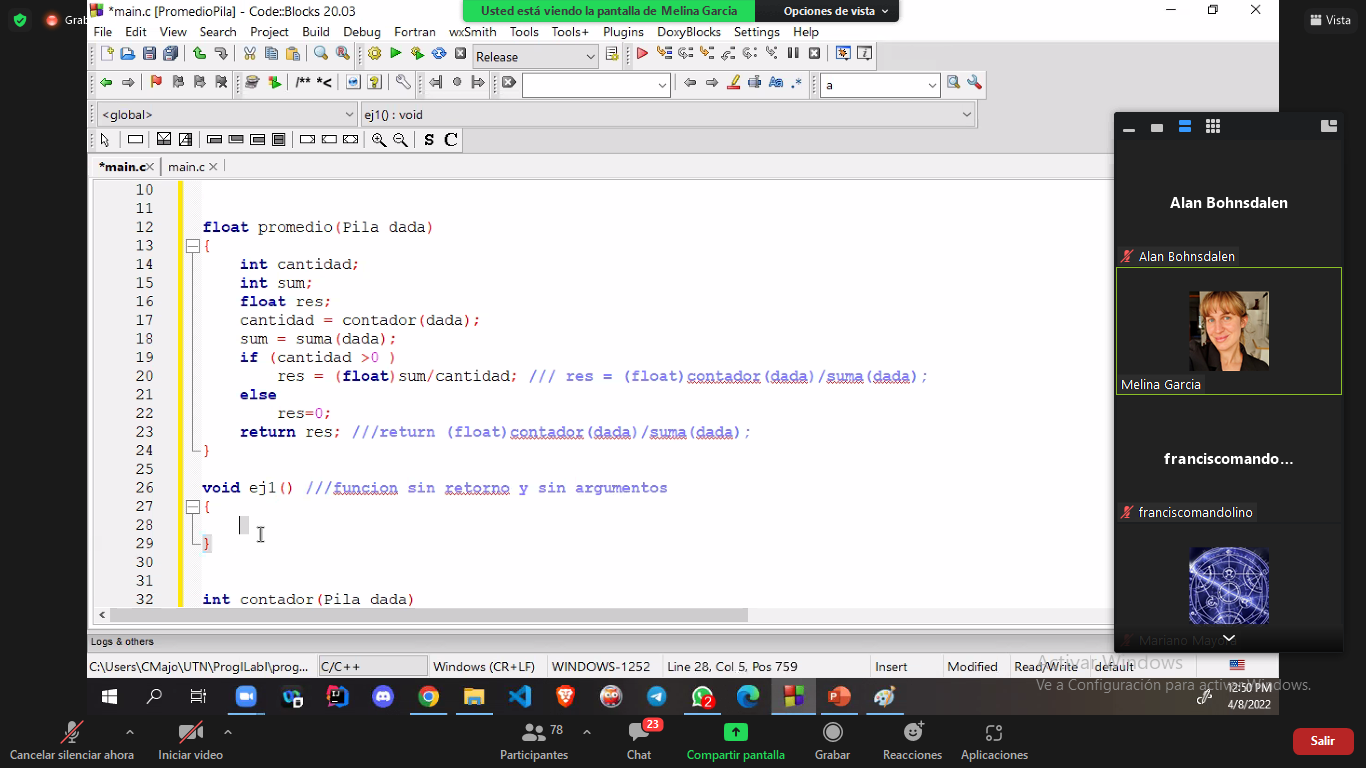 Grab
*main.c [PromedioPila] - Code::Blocks 20.03
Usted está viendo la pantalla de Melina Garcia
Opciones de vista
Vista
File Edit View Search Project Build Debug Fortran wxSmith Tools Tools+ Plugins DoxyBlocks Settings Help
Release
/** *<
a
<global>
ej1() : void
S C
*main.c
main.c
10
11
12 float promedio(Pila dada)
13 {
14 int cantidad;
15 int sum;
16 float res;
17 cantidad = contador(dada);
18 sum = suma(dada);
19 if (cantidad >0 )
20 res = (float)sum/cantidad; /// res = (float)contador(dada)/suma(dada);
21 else
22 res=0;
23 return res; ///return (float)contador(dada)/suma(dada);
24 }
25
26 void ej1() ///funcion sin retorno y sin argumentos
27 {
28
29 }
30
31
32 int contador(Pila dada)
Logs & others
C:\Users\CMajo\UTN\ProgILabI\prog... C/C++ Windows (CR+LF) WINDOWS-1252 Line 28, Col 5, Pos 759 Insert Modified Read/Write default
Alan Bohnsdalen
Alan Bohnsdalen
Melina Garcia
franciscomando...
franciscomandolino
Mariano Mayora
Activar Windows
Ve a Configuración para activar Windows.
2
12:50 PM
4/8/2022
Cancelar silenciar ahora
Iniciar video
78
Participantes
23
Chat
Compartir pantalla
Grabar
Reacciones
Aplicaciones
Salir